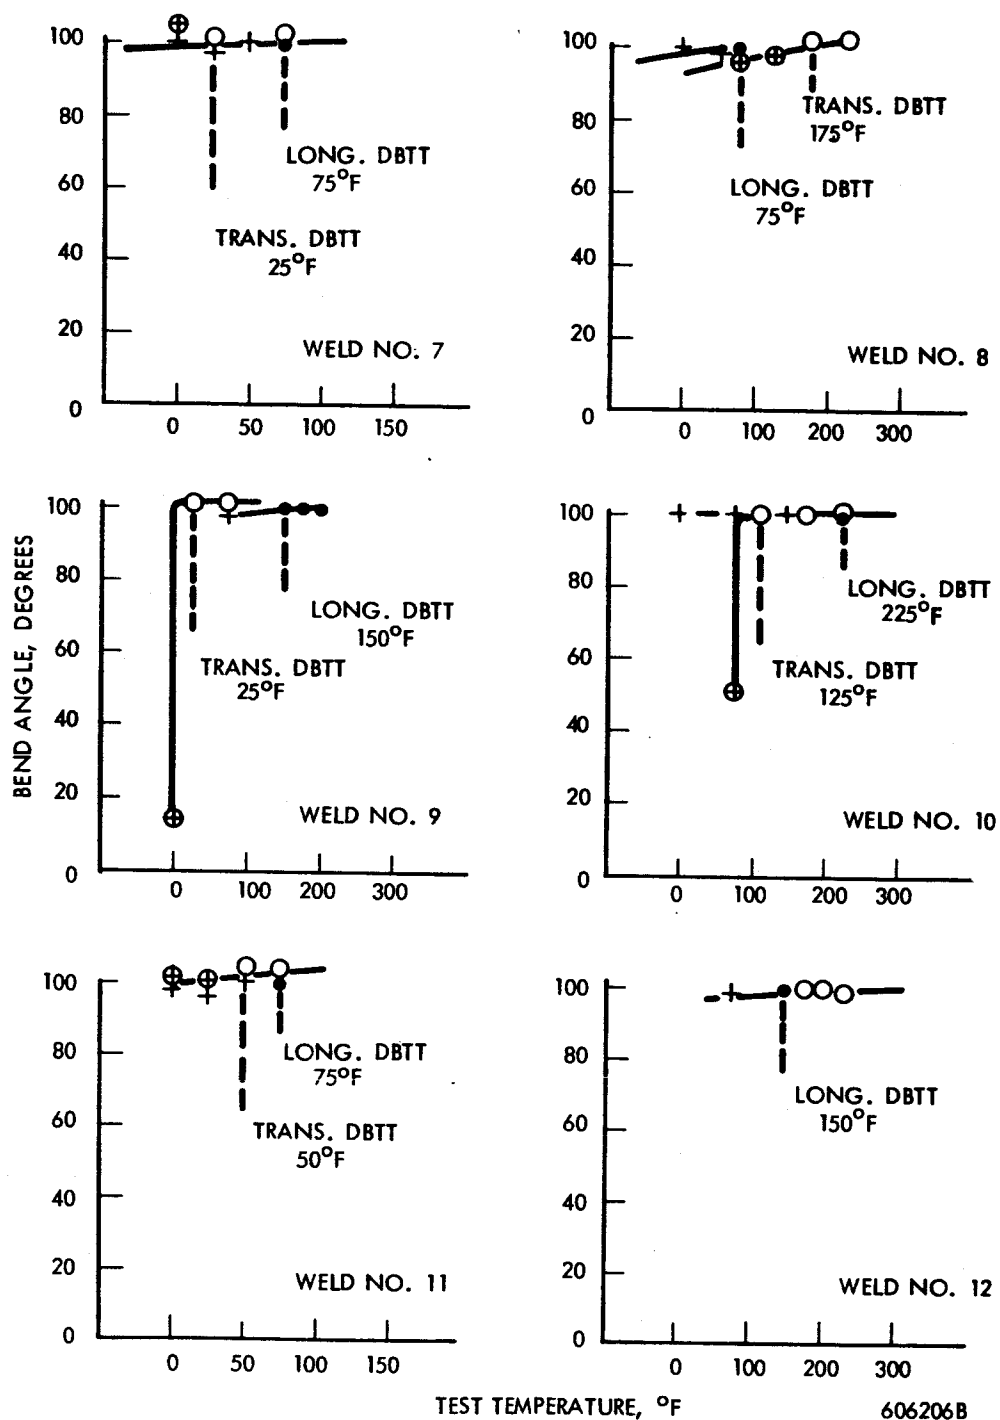 100
80
60
40
20
0
0 50 100 150
LONG. DBTT
75°F
TRANS. DBTT
25°F
WELD NO. 7
100
80
60
40
20
0
0 100 200 300
TRANS. DBTT
175°F
LONG. DBTT
75°F
WELD NO. 8
BEND ANGLE, DEGREES
100
80
60
40
20
0
0 100 200 300
LONG. DBTT
150°F
TRANS. DBTT
25°F
WELD NO. 9
100
80
60
40
20
0
0 100 200 300
LONG. DBTT
225°F
TRANS. DBTT
125°F
WELD NO. 10
100
80
60
40
20
0
0 50 100 150
LONG. DBTT
75°F
TRANS. DBTT
50°F
WELD NO. 11
100
80
60
40
20
0
0 100 200 300
LONG. DBTT
150°F
WELD NO. 12
TEST TEMPERATURE, °F
606206B